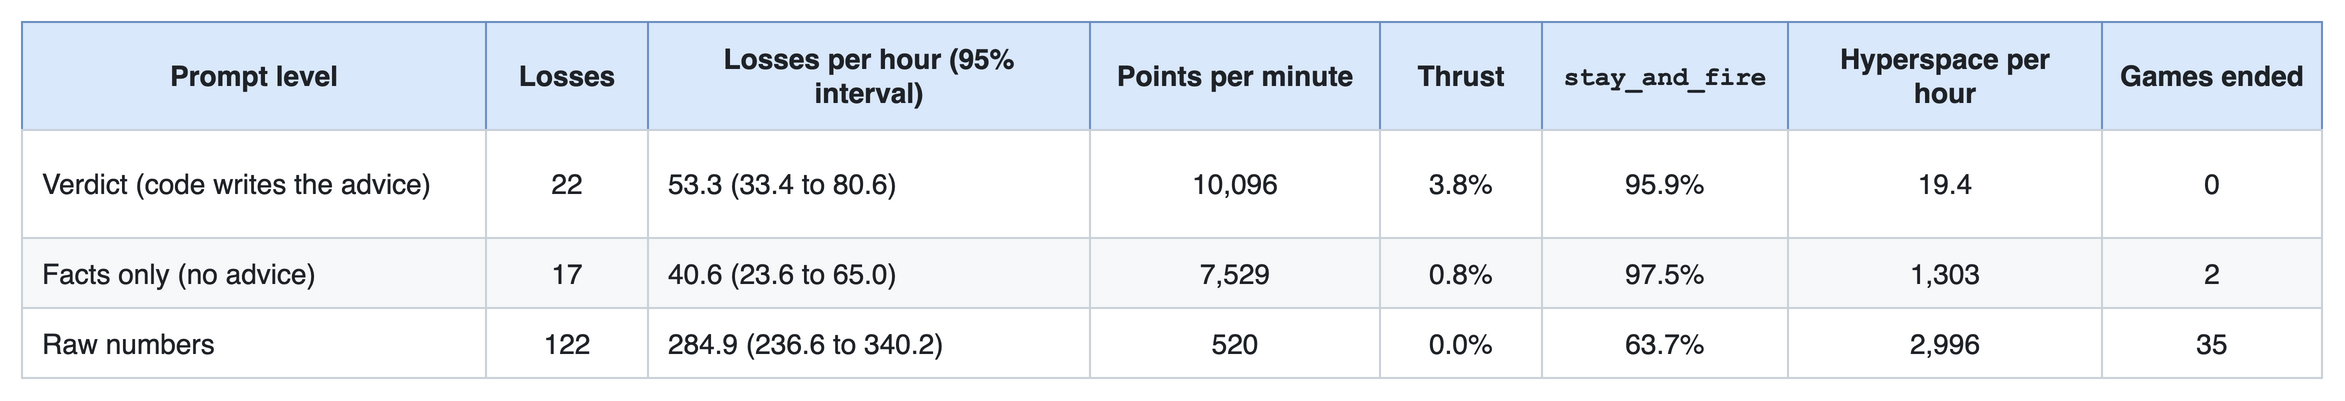 Prompt level
Losses
Losses per hour (95%
interval)
Points per minute
Thrust
stay_and_fire
Hyperspace per
hour
Games ended
Verdict (code writes the advice)
22
53.3 (33.4 to 80.6)
10,096
3.8%
95.9%
19.4
0
Facts only (no advice)
17
40.6 (23.6 to 65.0)
7,529
0.8%
97.5%
1,303
2
Raw numbers
122
284.9 (236.6 to 340.2)
520
0.0%
63.7%
2,996
35